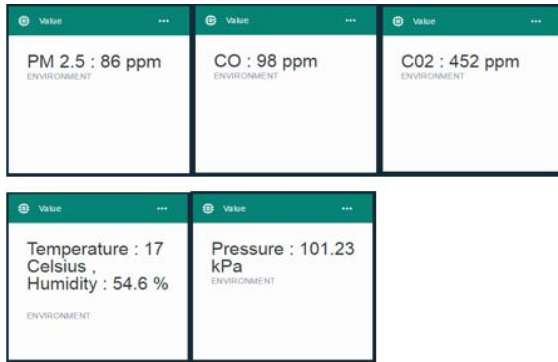 Value ...
PM 2.5 : 86 ppm
ENVIRONMENT
Value ...
CO : 98 ppm
ENVIRONMENT
Value ...
C02 : 452 ppm
ENVIRONMENT
Value ...
Temperature : 17
Celsius ,
Humidity : 54.6 %
ENVIRONMENT
Value ...
Pressure : 101.23
kPa
ENVIRONMENT